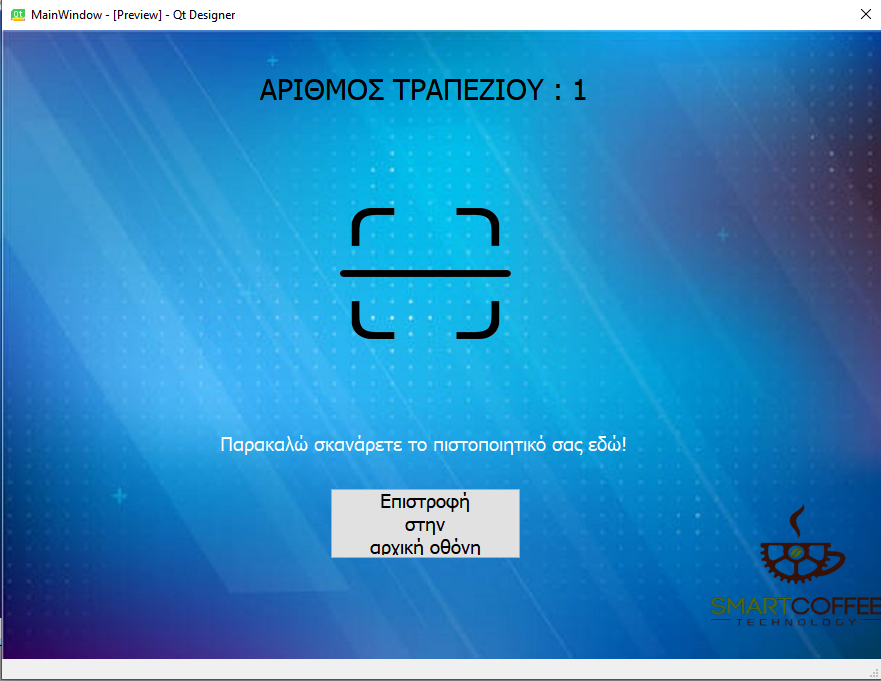 MainWindow - [Preview] - Qt Designer
ΑΡΙΘΜΟΣ ΤΡΑΠΕΖΙΟΥ : 1
Παρακαλώ σκανάρετε το πιστοποιητικό σας εδώ!
Επιστροφή
στην
αρχική οθόνη
SMARTCOFFEE
TECHNOLOGY